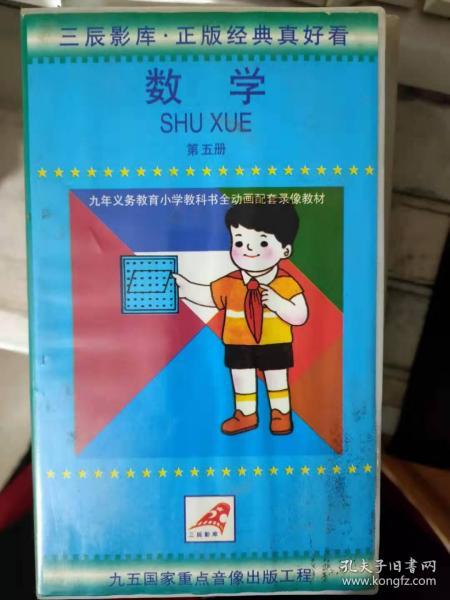 三辰影库·正版经典真好看
数 学
SHU XUE
第五册
九年义务教育小学教科书全动画配套录像教材
三辰影库
九五国家重点音像出版工程
孔夫子旧书网
www.kongfz.com